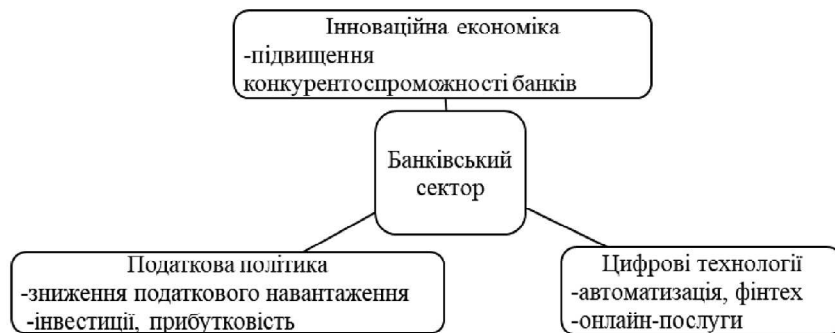 Інноваційна економіка
-підвищення
конкурентоспроможності банків
Банківський
сектор
Податкова політика
-зниження податкового навантаження
-інвестиції, прибутковість
Цифрові технології
-автоматизація, фінтех
-онлайн-послуги